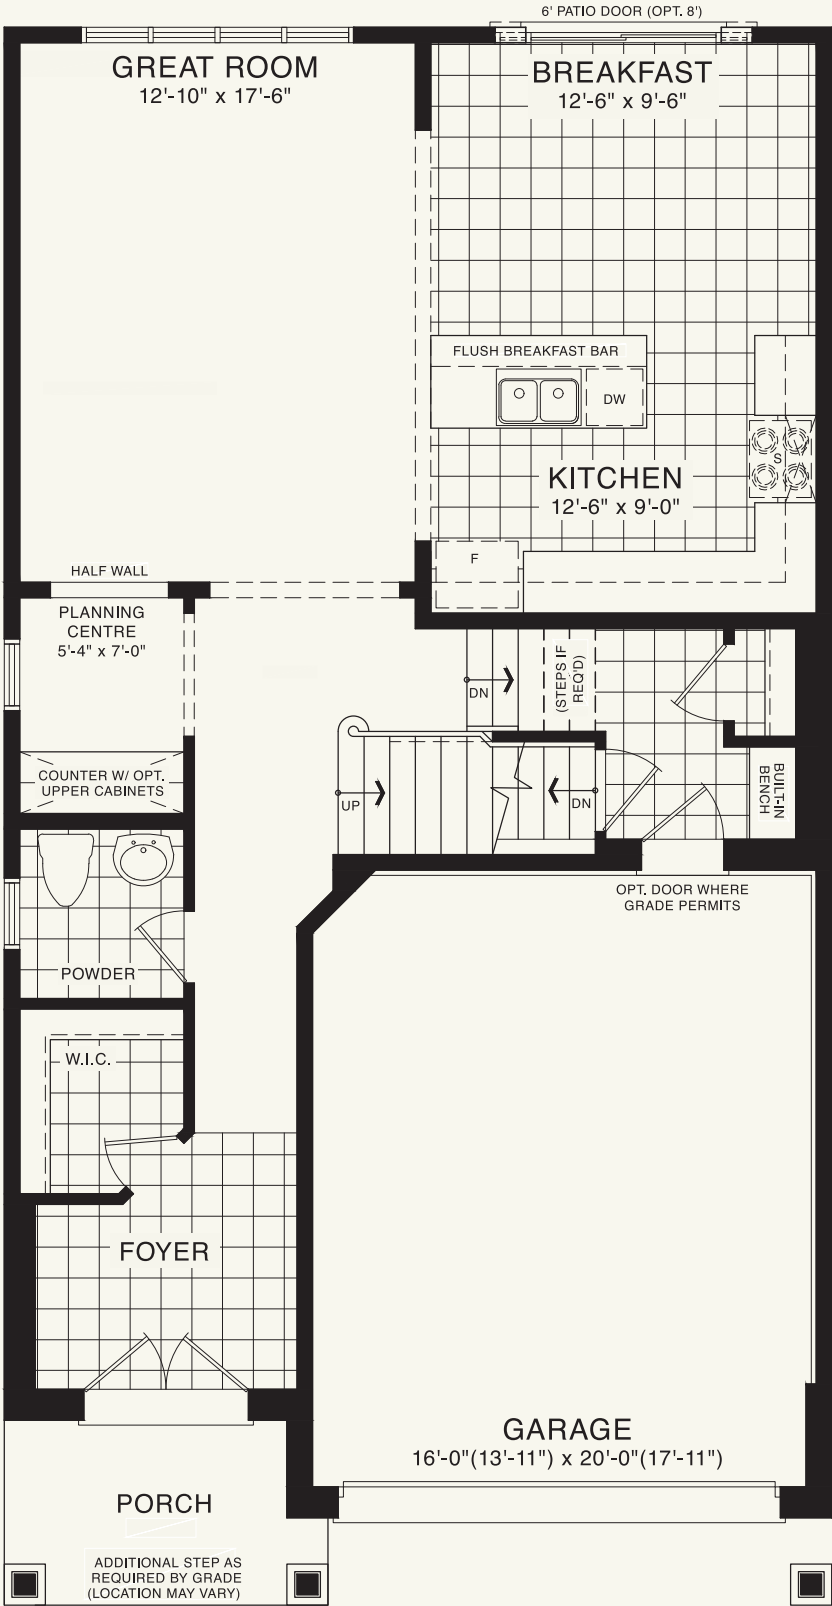 6' PATIO DOOR (OPT. 8')
GREAT ROOM
12'-10" x 17'-6"
BREAKFAST
12'-6" x 9'-6"
FLUSH BREAKFAST BAR
DW
S
KITCHEN
12'-6" x 9'-0"
F
HALF WALL
PLANNING
CENTRE
5'-4" x 7'-0"
DN
(STEPS IF
REQ'D)
COUNTER W/ OPT.
UPPER CABINETS
UP
DN
BUILT-IN
BENCH
OPT. DOOR WHERE
GRADE PERMITS
POWDER
W.I.C.
FOYER
GARAGE
16'-0"(13'-11") x 20'-0"(17'-11")
PORCH
ADDITIONAL STEP AS
REQUIRED BY GRADE
(LOCATION MAY VARY)